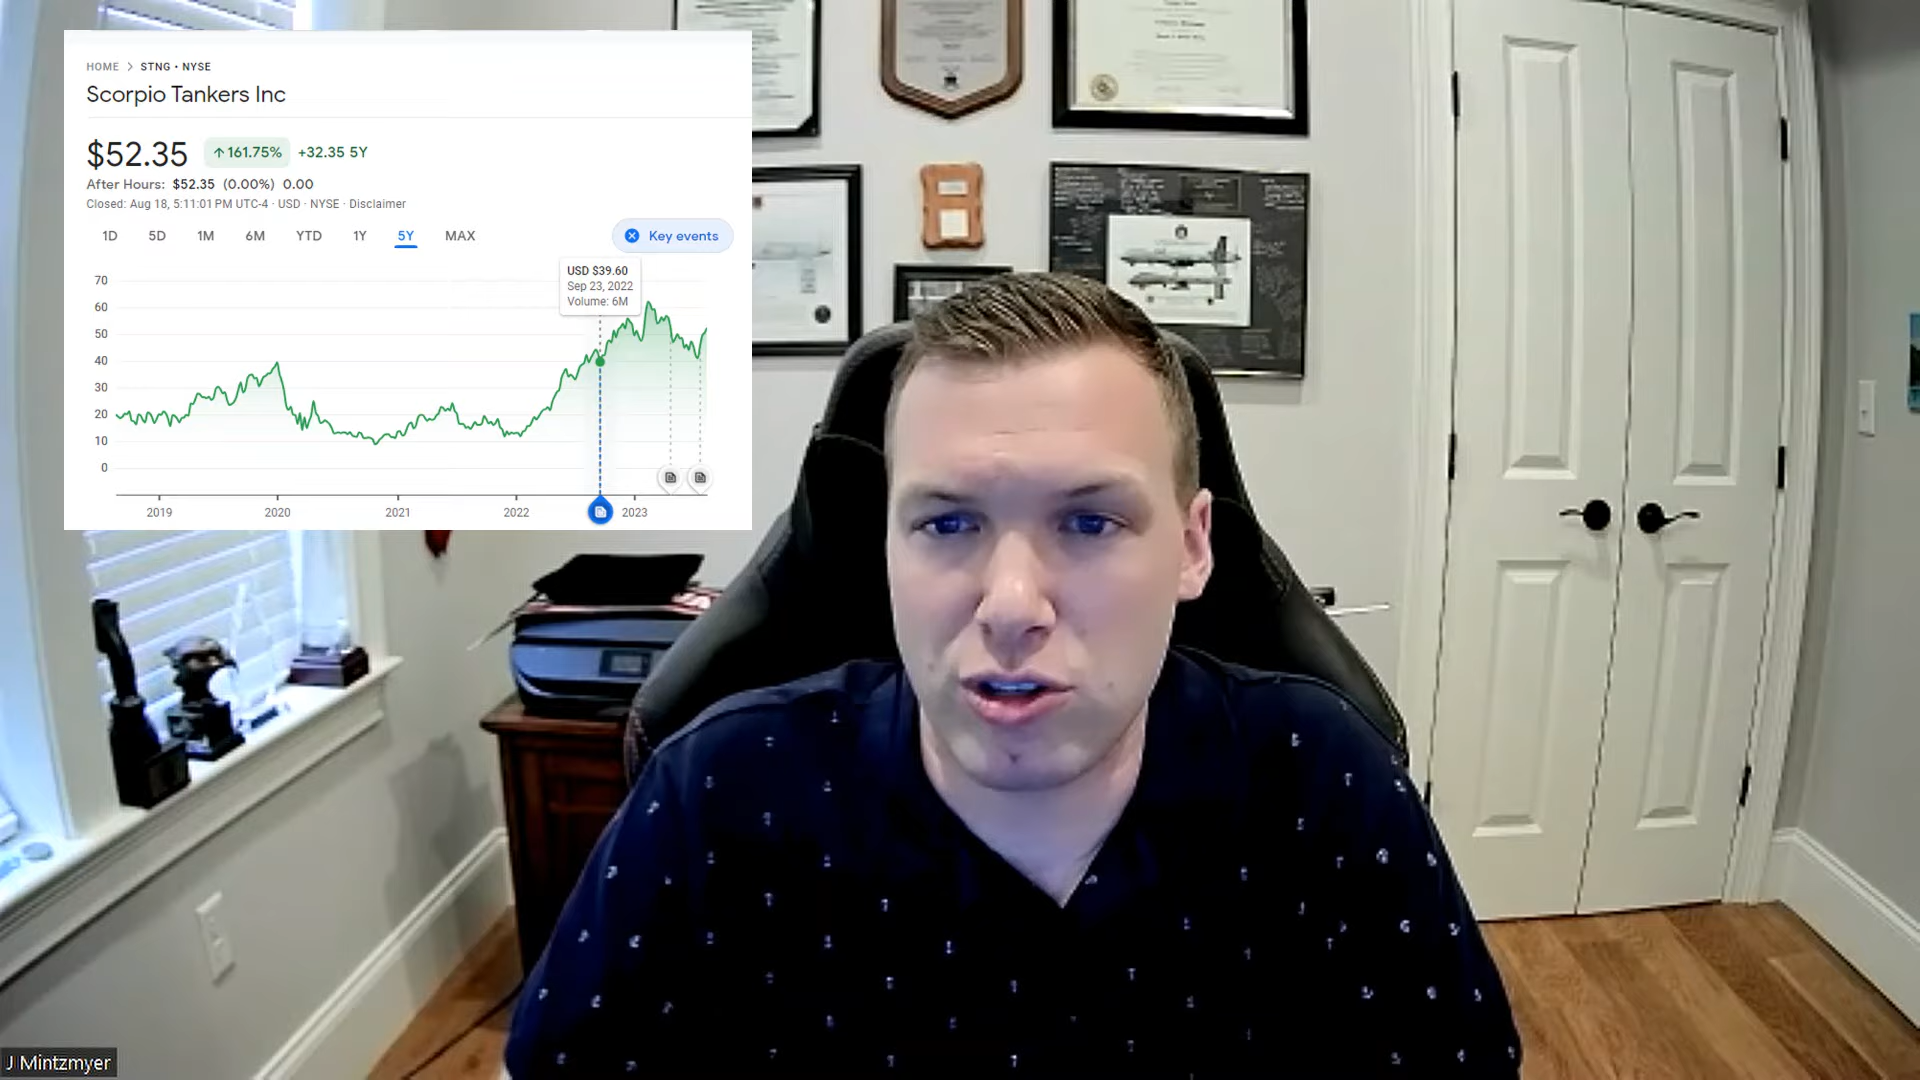 HOME > STNG • NYSE
Scorpio Tankers Inc
$52.35 ↑161.75% +32.35 5Y
After Hours: $52.35 (0.00%) 0.00
Closed: Aug 18, 5:11:01 PM UTC-4 · USD · NYSE · Disclaimer
1D 5D 1M 6M YTD 1Y 5Y MAX Key events
USD $39.60
Sep 23, 2022
Volume: 6M
70
60
50
40
30
20
10
0
2019 2020 2021 2022 2023
J Mintzmyer